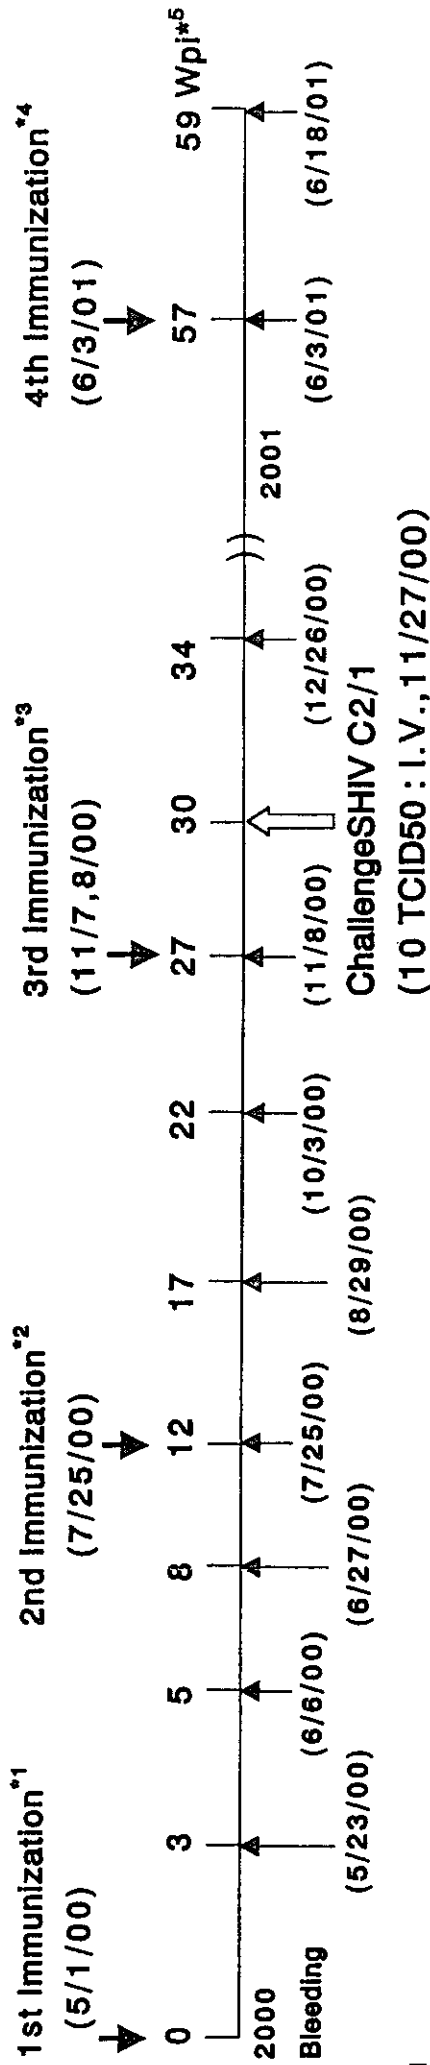 1st Immunization*1
(5/1/00)
2nd Immunization*2
(7/25/00)
3rd Immunization*3
(11/7,8/00)
4th Immunization*4
(6/3/01)
0 3 5 8 12 17 22 27 30 34 57 59 Wpi*5
2000
2001
Bleeding
(5/23/00)
(6/6/00)
(6/27/00)
(7/25/00)
(8/29/00)
(10/3/00)
(11/8/00)
(12/26/00)
(6/3/01)
(6/18/01)
ChallengeSHIV C2/1
(10 TCID50 : I.V.,11/27/00)